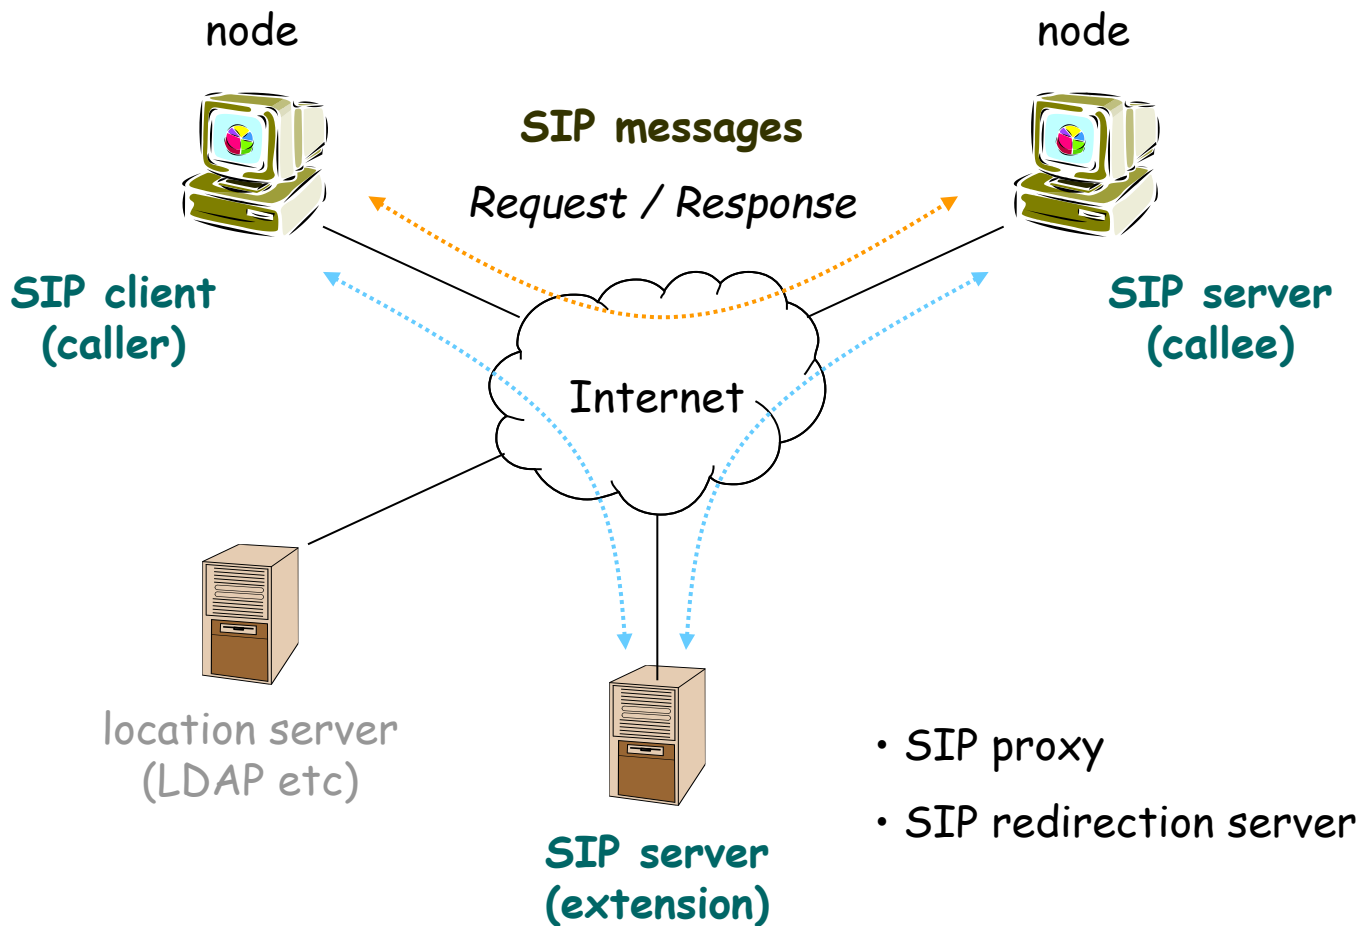 node
node
SIP messages
Request / Response
SIP client
(caller)
SIP server
(callee)
Internet
location server
(LDAP etc)
・SIP proxy
・SIP redirection server
SIP server
(extension)